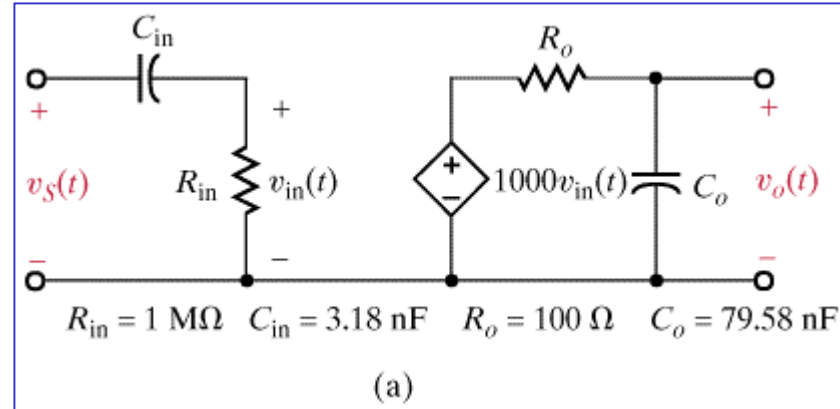 C_in
R_o
+ + + +
v_S(t) R_in v_in(t) 1000v_in(t) C_o v_o(t)
− − − −
R_in = 1 MΩ C_in = 3.18 nF R_o = 100 Ω C_o = 79.58 nF
(a)